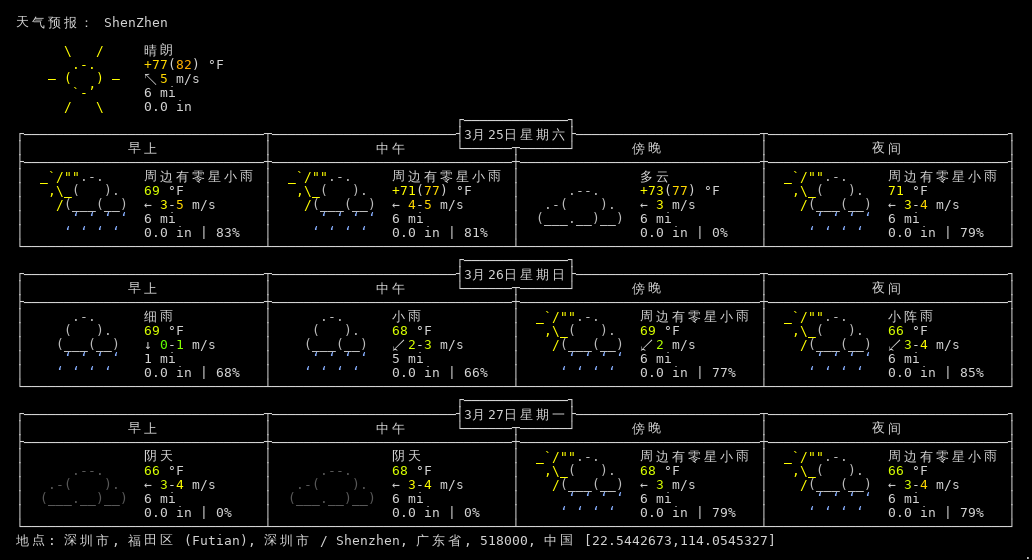 天气预报： ShenZhen
晴朗
+77(82) °F
↖ 5 m/s
6 mi
0.0 in
3月25日星期六
早上 中午 傍晚 夜间
周边有零星小雨 周边有零星小雨 多云 周边有零星小雨
69 °F +71(77) °F +73(77) °F 71 °F
← 3-5 m/s ← 4-5 m/s ← 3 m/s ← 3-4 m/s
6 mi 6 mi 6 mi 6 mi
0.0 in | 83% 0.0 in | 81% 0.0 in | 0% 0.0 in | 79%
3月26日星期日
早上 中午 傍晚 夜间
细雨 小雨 周边有零星小雨 小阵雨
69 °F 68 °F 69 °F 66 °F
↓ 0-1 m/s ↙ 2-3 m/s ↙ 2 m/s ↙ 3-4 m/s
1 mi 5 mi 6 mi 6 mi
0.0 in | 68% 0.0 in | 66% 0.0 in | 77% 0.0 in | 85%
3月27日星期一
早上 中午 傍晚 夜间
阴天 阴天 周边有零星小雨 周边有零星小雨
66 °F 68 °F 68 °F 66 °F
← 3-4 m/s ← 3-4 m/s ← 3 m/s ← 3-4 m/s
6 mi 6 mi 6 mi 6 mi
0.0 in | 0% 0.0 in | 0% 0.0 in | 79% 0.0 in | 79%
地点: 深圳市, 福田区 (Futian), 深圳市 / Shenzhen, 广东省, 518000, 中国 [22.5442673,114.0545327]